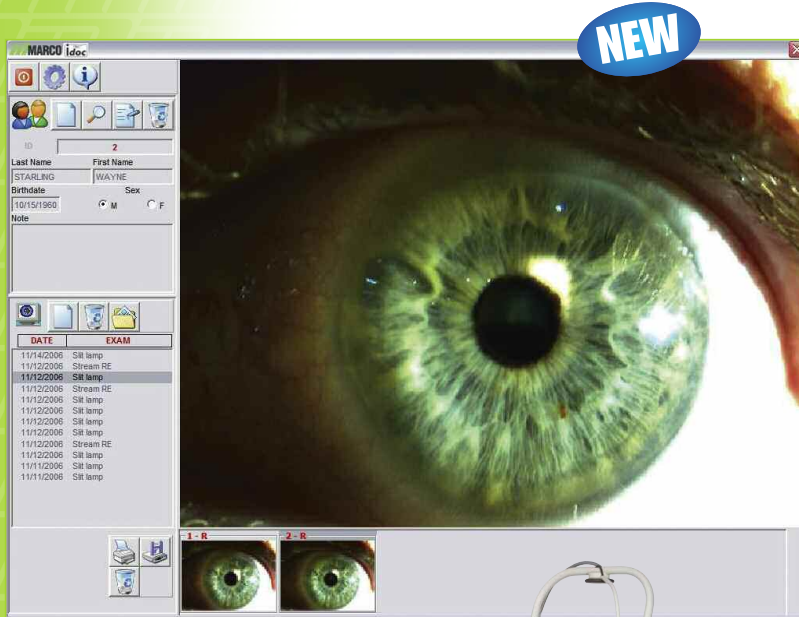 NEW
MARCO idoc
ID 2
Last Name First Name
STARLING WAYNE
Birthdate Sex
10/15/1960 M F
Note
DATE EXAM
11/14/2006 Slit lamp
11/12/2006 Stream RE
11/12/2006 Slit lamp
11/12/2006 Stream RE
11/12/2006 Slit lamp
11/12/2006 Slit lamp
11/12/2006 Slit lamp
11/12/2006 Slit lamp
11/12/2006 Stream RE
11/12/2006 Slit lamp
11/11/2006 Slit lamp
11/11/2006 Slit lamp
1 - R 2 - R